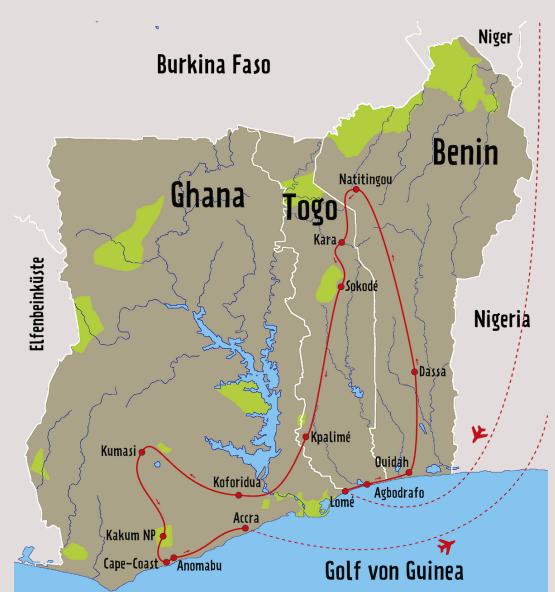 Niger
Burkina Faso
Benin
Natitingou
Ghana
Togo
Kara
Sokodé
Elfenbeinküste
Nigeria
Dassa
Kpalimé
Kumasi
Ouidáh
Koforidua
Agbodrafo
Lomé
Accra
Kakum NP
Cape-Coast
Anomabu
Golf von Guinea